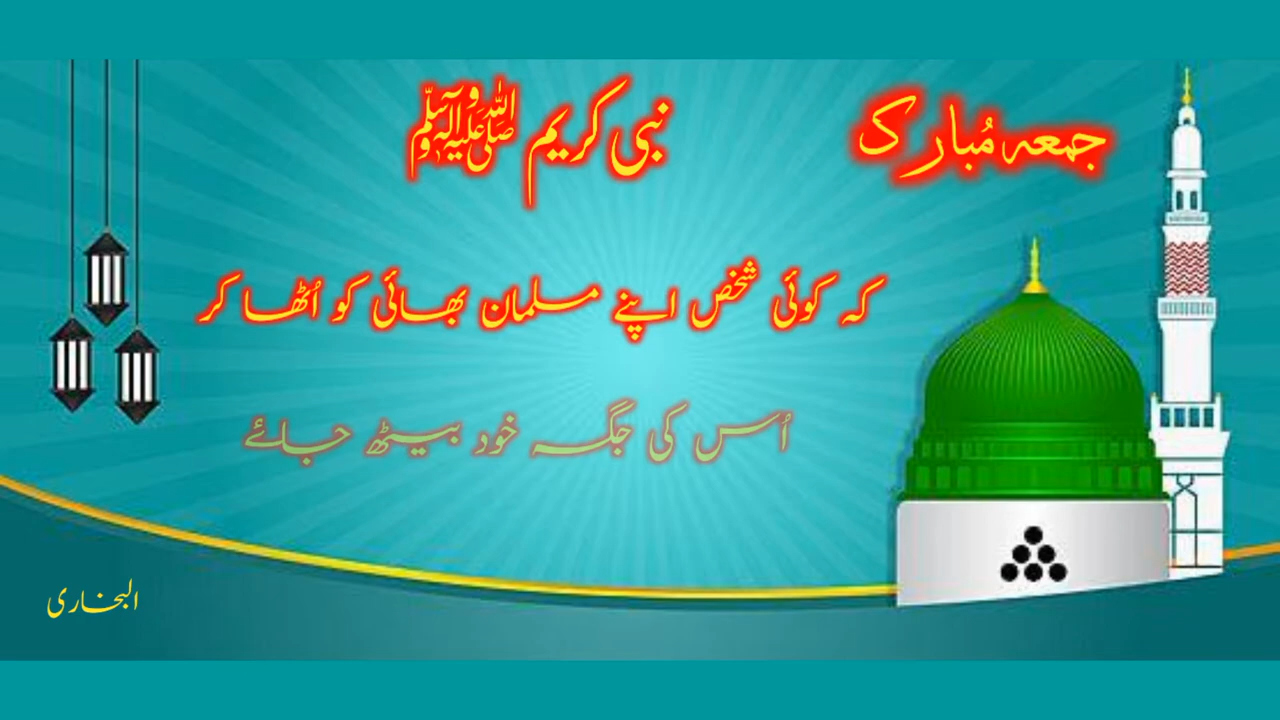 جمعہ مُبارک
نبی کریم ﷺ
کہ کوئی شخص اپنے مسلمان بھائی کو اُٹھا کر
اُس کی جگہ خود بیٹھ جائے
البخاری